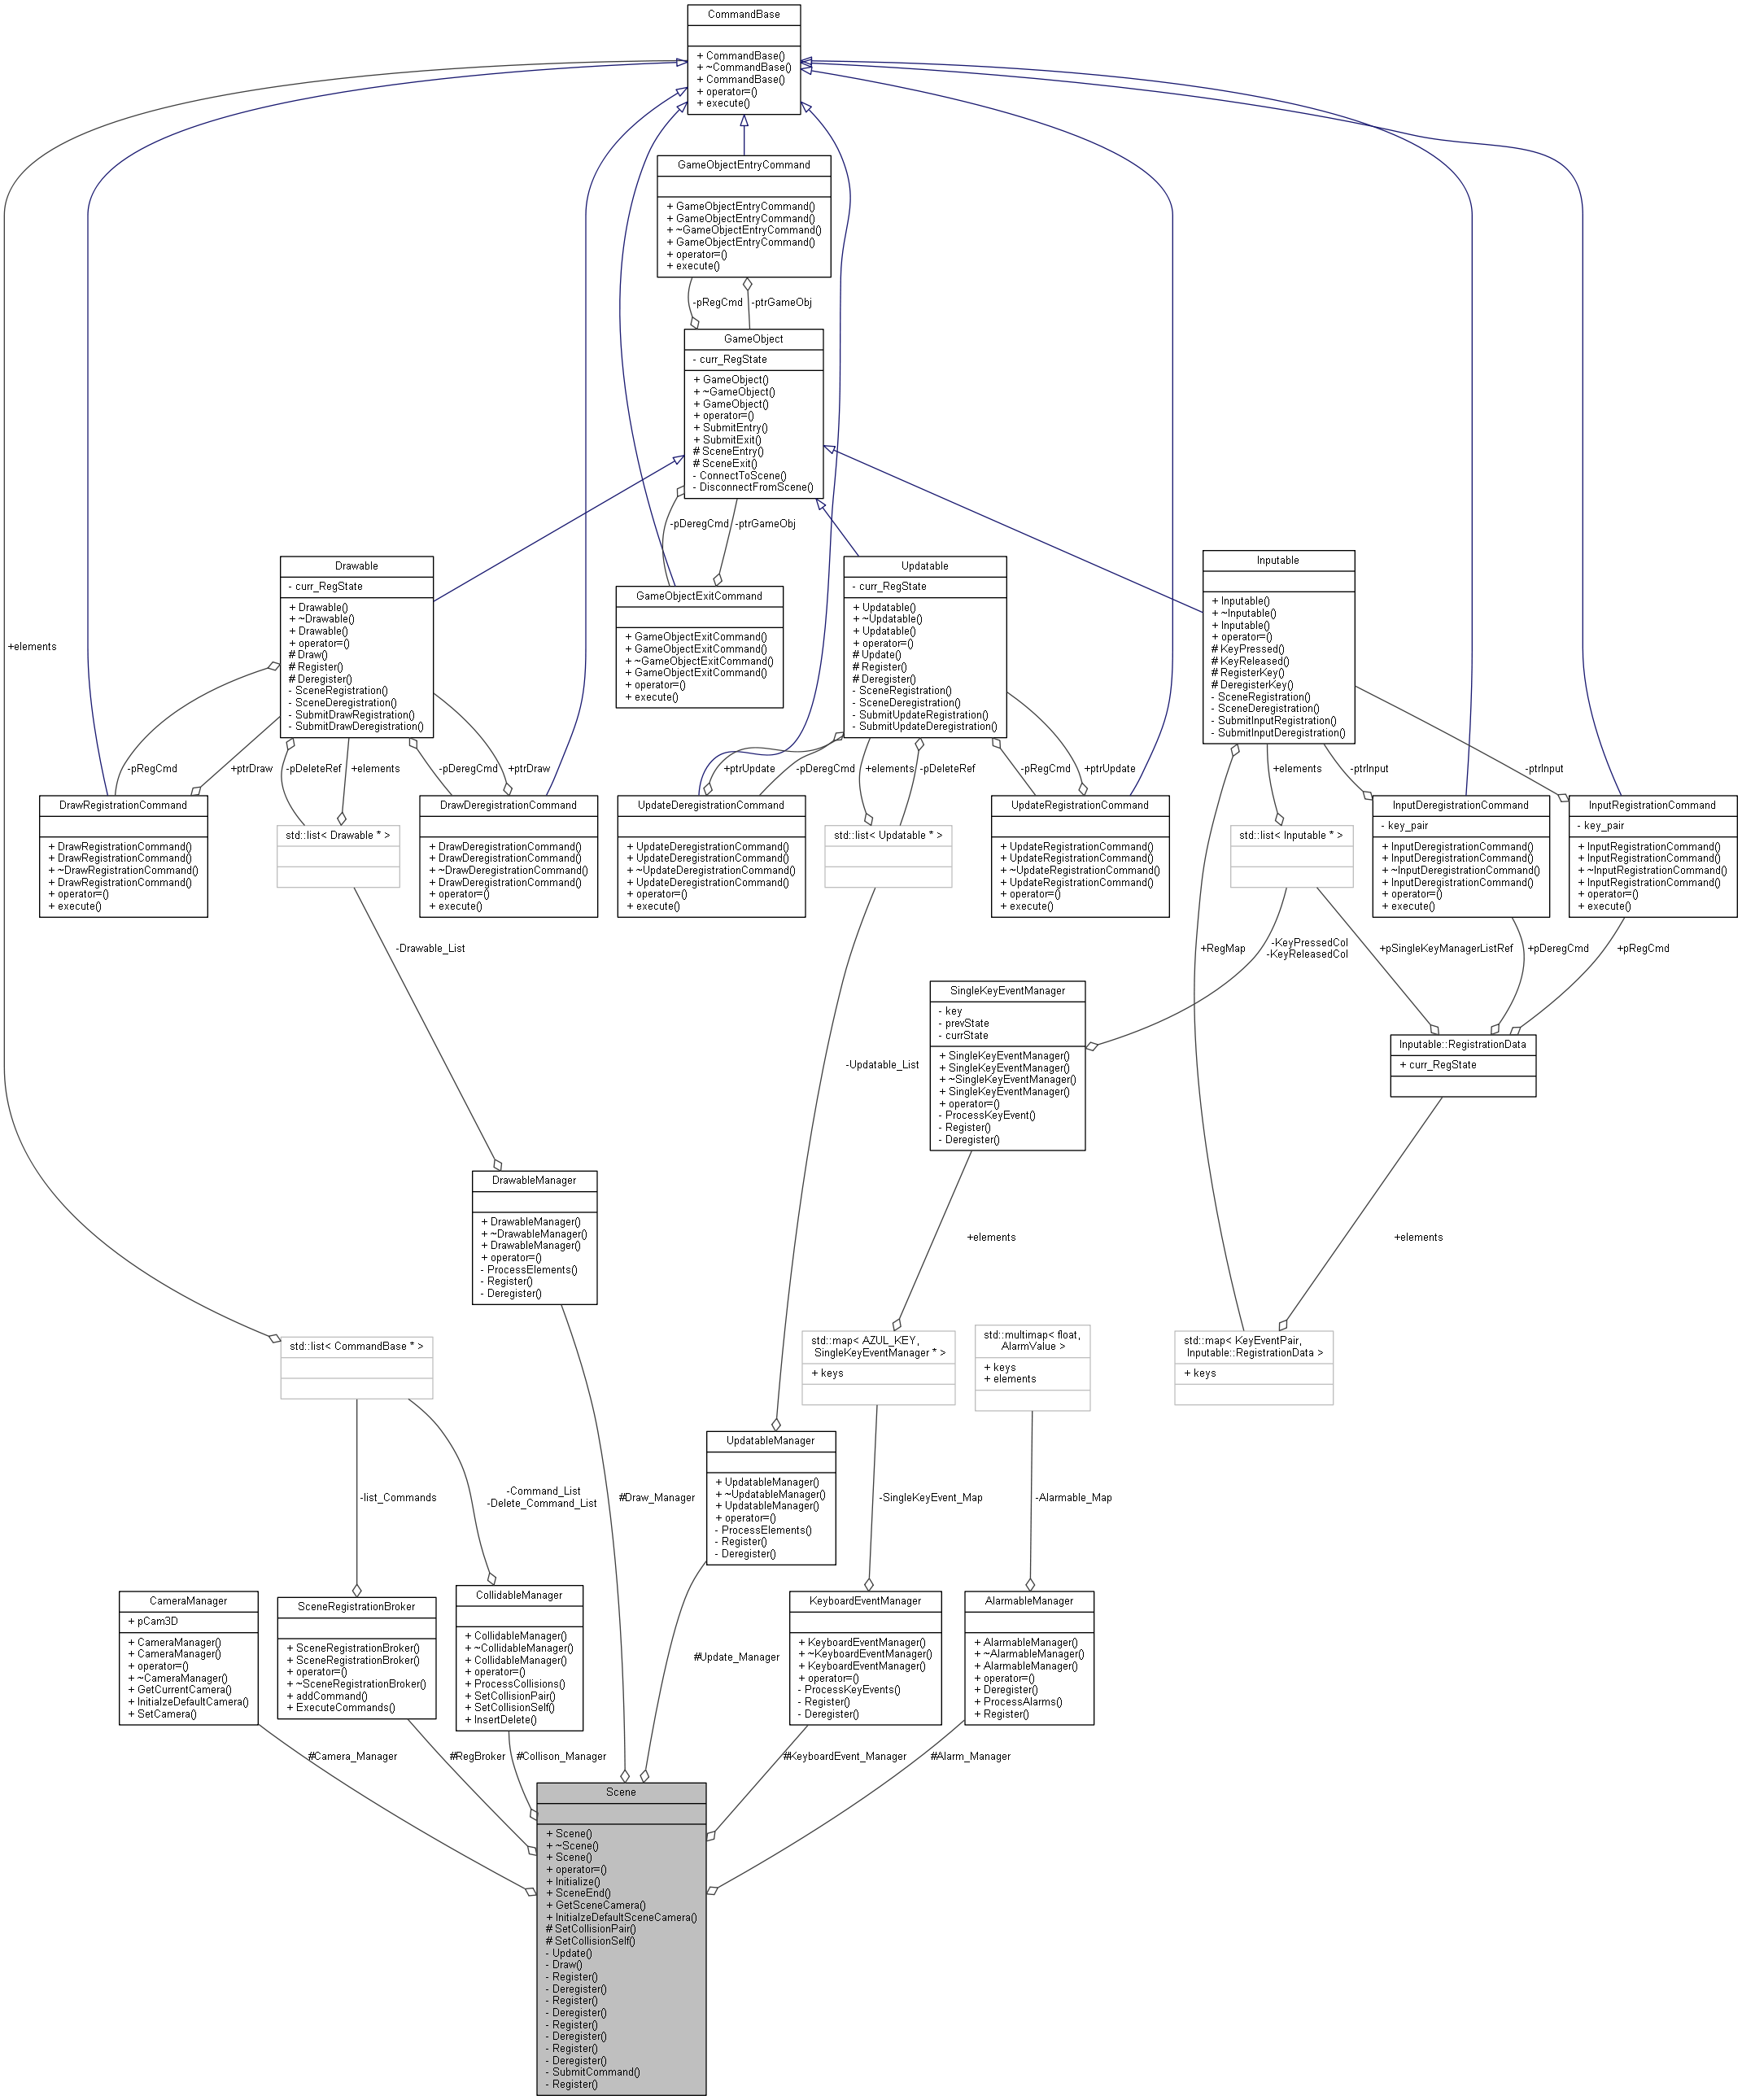 CommandBase
+ CommandBase()
+ ~CommandBase()
+ CommandBase()
+ operator=()
+ execute()
GameObjectEntryCommand
+ GameObjectEntryCommand()
+ GameObjectEntryCommand()
+ ~GameObjectEntryCommand()
+ GameObjectEntryCommand()
+ operator=()
+ execute()
-pRegCmd
-ptrGameObj
GameObject
- curr_RegState
+ GameObject()
+ ~GameObject()
+ GameObject()
+ operator=()
+ SubmitEntry()
+ SubmitExit()
# SceneEntry()
# SceneExit()
- ConnectToScene()
- DisconnectFromScene()
-pDeregCmd
-ptrGameObj
+elements
Drawable
- curr_RegState
+ Drawable()
+ ~Drawable()
+ Drawable()
+ operator=()
# Draw()
# Register()
# Deregister()
- SceneRegistration()
- SceneDeregistration()
- SubmitDrawRegistration()
- SubmitDrawDeregistration()
GameObjectExitCommand
+ GameObjectExitCommand()
+ GameObjectExitCommand()
+ ~GameObjectExitCommand()
+ GameObjectExitCommand()
+ operator=()
+ execute()
Updatable
- curr_RegState
+ Updatable()
+ ~Updatable()
+ Updatable()
+ operator=()
# Update()
# Register()
# Deregister()
- SceneRegistration()
- SceneDeregistration()
- SubmitUpdateRegistration()
- SubmitUpdateDeregistration()
Inputable
+ Inputable()
+ ~Inputable()
+ Inputable()
+ operator=()
# KeyPressed()
# KeyReleased()
# RegisterKey()
# DeregisterKey()
- SceneRegistration()
- SceneDeregistration()
- SubmitInputRegistration()
- SubmitInputDeregistration()
-pRegCmd
+ptrDraw
-pDeleteRef
+elements
-pDeregCmd
+ptrDraw
+ptrUpdate
-pDeregCmd
+elements
-pDeleteRef
-pRegCmd
+ptrUpdate
+elements
-ptrInput
-ptrInput
DrawRegistrationCommand
+ DrawRegistrationCommand()
+ DrawRegistrationCommand()
+ ~DrawRegistrationCommand()
+ DrawRegistrationCommand()
+ operator=()
+ execute()
std::list< Drawable * >
DrawDeregistrationCommand
+ DrawDeregistrationCommand()
+ DrawDeregistrationCommand()
+ ~DrawDeregistrationCommand()
+ DrawDeregistrationCommand()
+ operator=()
+ execute()
UpdateDeregistrationCommand
+ UpdateDeregistrationCommand()
+ UpdateDeregistrationCommand()
+ ~UpdateDeregistrationCommand()
+ UpdateDeregistrationCommand()
+ operator=()
+ execute()
std::list< Updatable * >
UpdateRegistrationCommand
+ UpdateRegistrationCommand()
+ UpdateRegistrationCommand()
+ ~UpdateRegistrationCommand()
+ UpdateRegistrationCommand()
+ operator=()
+ execute()
std::list< Inputable * >
InputDeregistrationCommand
- key_pair
+ InputDeregistrationCommand()
+ InputDeregistrationCommand()
+ ~InputDeregistrationCommand()
+ InputDeregistrationCommand()
+ operator=()
+ execute()
InputRegistrationCommand
- key_pair
+ InputRegistrationCommand()
+ InputRegistrationCommand()
+ ~InputRegistrationCommand()
+ InputRegistrationCommand()
+ operator=()
+ execute()
-Drawable_List
+RegMap
-KeyPressedCol
-KeyReleasedCol
+pSingleKeyManagerListRef
+pDeregCmd
+pRegCmd
-Updatable_List
SingleKeyEventManager
- key
- prevState
- currState
+ SingleKeyEventManager()
+ SingleKeyEventManager()
+ ~SingleKeyEventManager()
+ SingleKeyEventManager()
+ operator=()
- ProcessKeyEvent()
- Register()
- Deregister()
Inputable::RegistrationData
+ curr_RegState
DrawableManager
+ DrawableManager()
+ ~DrawableManager()
+ DrawableManager()
+ operator=()
- ProcessElements()
- Register()
- Deregister()
+elements
+elements
std::list< CommandBase * >
std::map< AZUL_KEY,
SingleKeyEventManager * >
+ keys
std::multimap< float,
AlarmValue >
+ keys
+ elements
std::map< KeyEventPair,
Inputable::RegistrationData >
+ keys
UpdatableManager
+ UpdatableManager()
+ ~UpdatableManager()
+ UpdatableManager()
+ operator=()
- ProcessElements()
- Register()
- Deregister()
-list_Commands
-Command_List
-Delete_Command_List
#Draw_Manager
-SingleKeyEvent_Map
-Alarmable_Map
CameraManager
+ pCam3D
+ CameraManager()
+ CameraManager()
+ operator=()
+ ~CameraManager()
+ GetCurrentCamera()
+ InitialzeDefaultCamera()
+ SetCamera()
SceneRegistrationBroker
+ SceneRegistrationBroker()
+ SceneRegistrationBroker()
+ operator=()
+ ~SceneRegistrationBroker()
+ addCommand()
+ ExecuteCommands()
CollidableManager
+ CollidableManager()
+ ~CollidableManager()
+ CollidableManager()
+ operator=()
+ ProcessCollisions()
+ SetCollisionPair()
+ SetCollisionSelf()
+ InsertDelete()
#Update_Manager
KeyboardEventManager
+ KeyboardEventManager()
+ ~KeyboardEventManager()
+ KeyboardEventManager()
+ operator=()
- ProcessKeyEvents()
- Register()
- Deregister()
AlarmableManager
+ AlarmableManager()
+ ~AlarmableManager()
+ AlarmableManager()
+ operator=()
+ Deregister()
+ ProcessAlarms()
+ Register()
#Camera_Manager
#RegBroker
#Collison_Manager
#KeyboardEvent_Manager
#Alarm_Manager
Scene
+ Scene()
+ ~Scene()
+ Scene()
+ operator=()
+ Initialize()
+ SceneEnd()
+ GetSceneCamera()
+ InitialzeDefaultSceneCamera()
# SetCollisionPair()
# SetCollisionSelf()
- Update()
- Draw()
- Register()
- Deregister()
- Register()
- Deregister()
- Register()
- Deregister()
- Register()
- Deregister()
- SubmitCommand()
- Register()